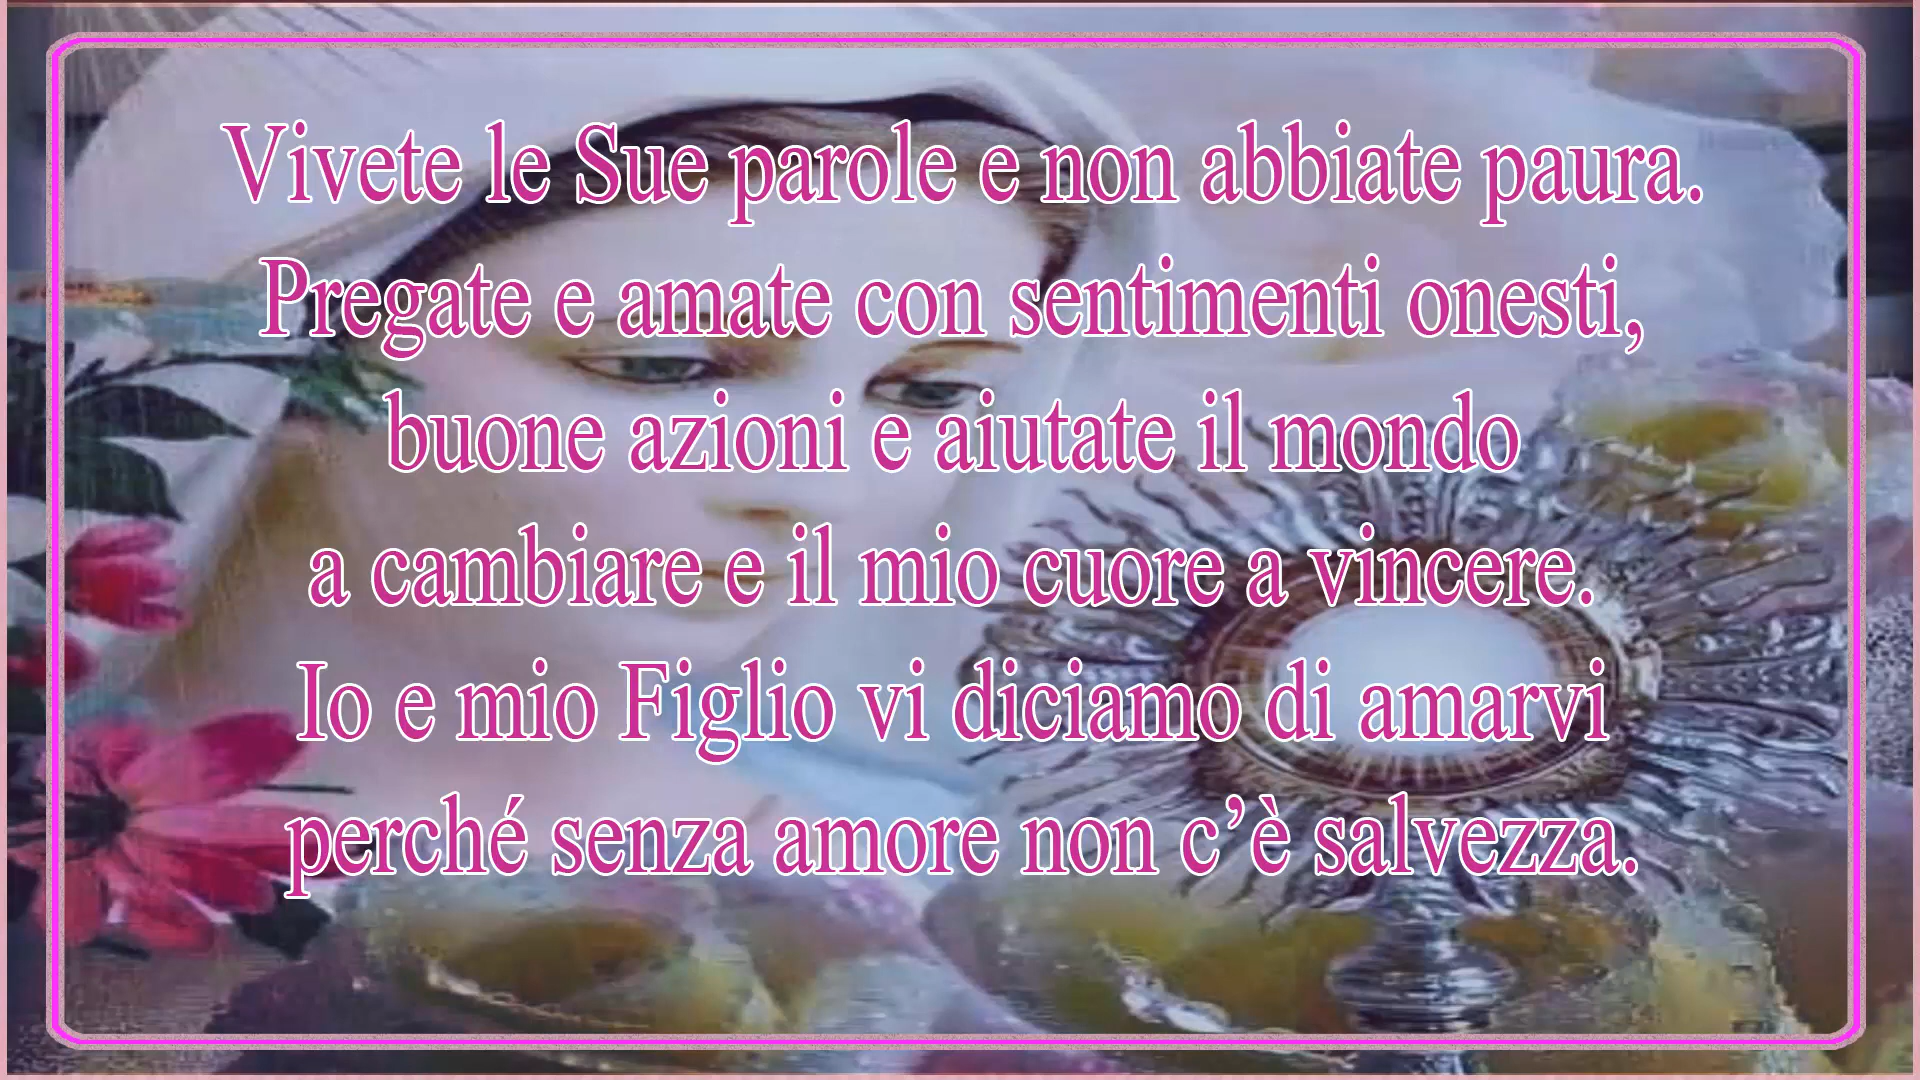 Vivete le Sue parole e non abbiate paura.
Pregate e amate con sentimenti onesti,
buone azioni e aiutate il mondo
a cambiare e il mio cuore a vincere.
Io e mio Figlio vi diciamo di amarvi
perché senza amore non c’è salvezza.